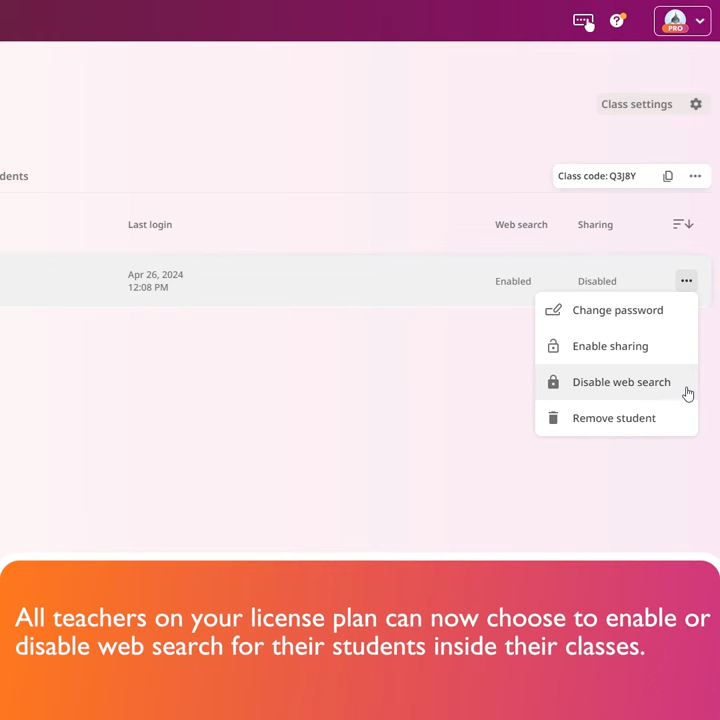 PRO
Class settings
dents
Class code: Q3J8Y
Last login
Web search
Sharing
Apr 26, 2024
12:08 PM
Enabled
Disabled
Change password
Enable sharing
Disable web search
Remove student
All teachers on your license plan can now choose to enable or
disable web search for their students inside their classes.